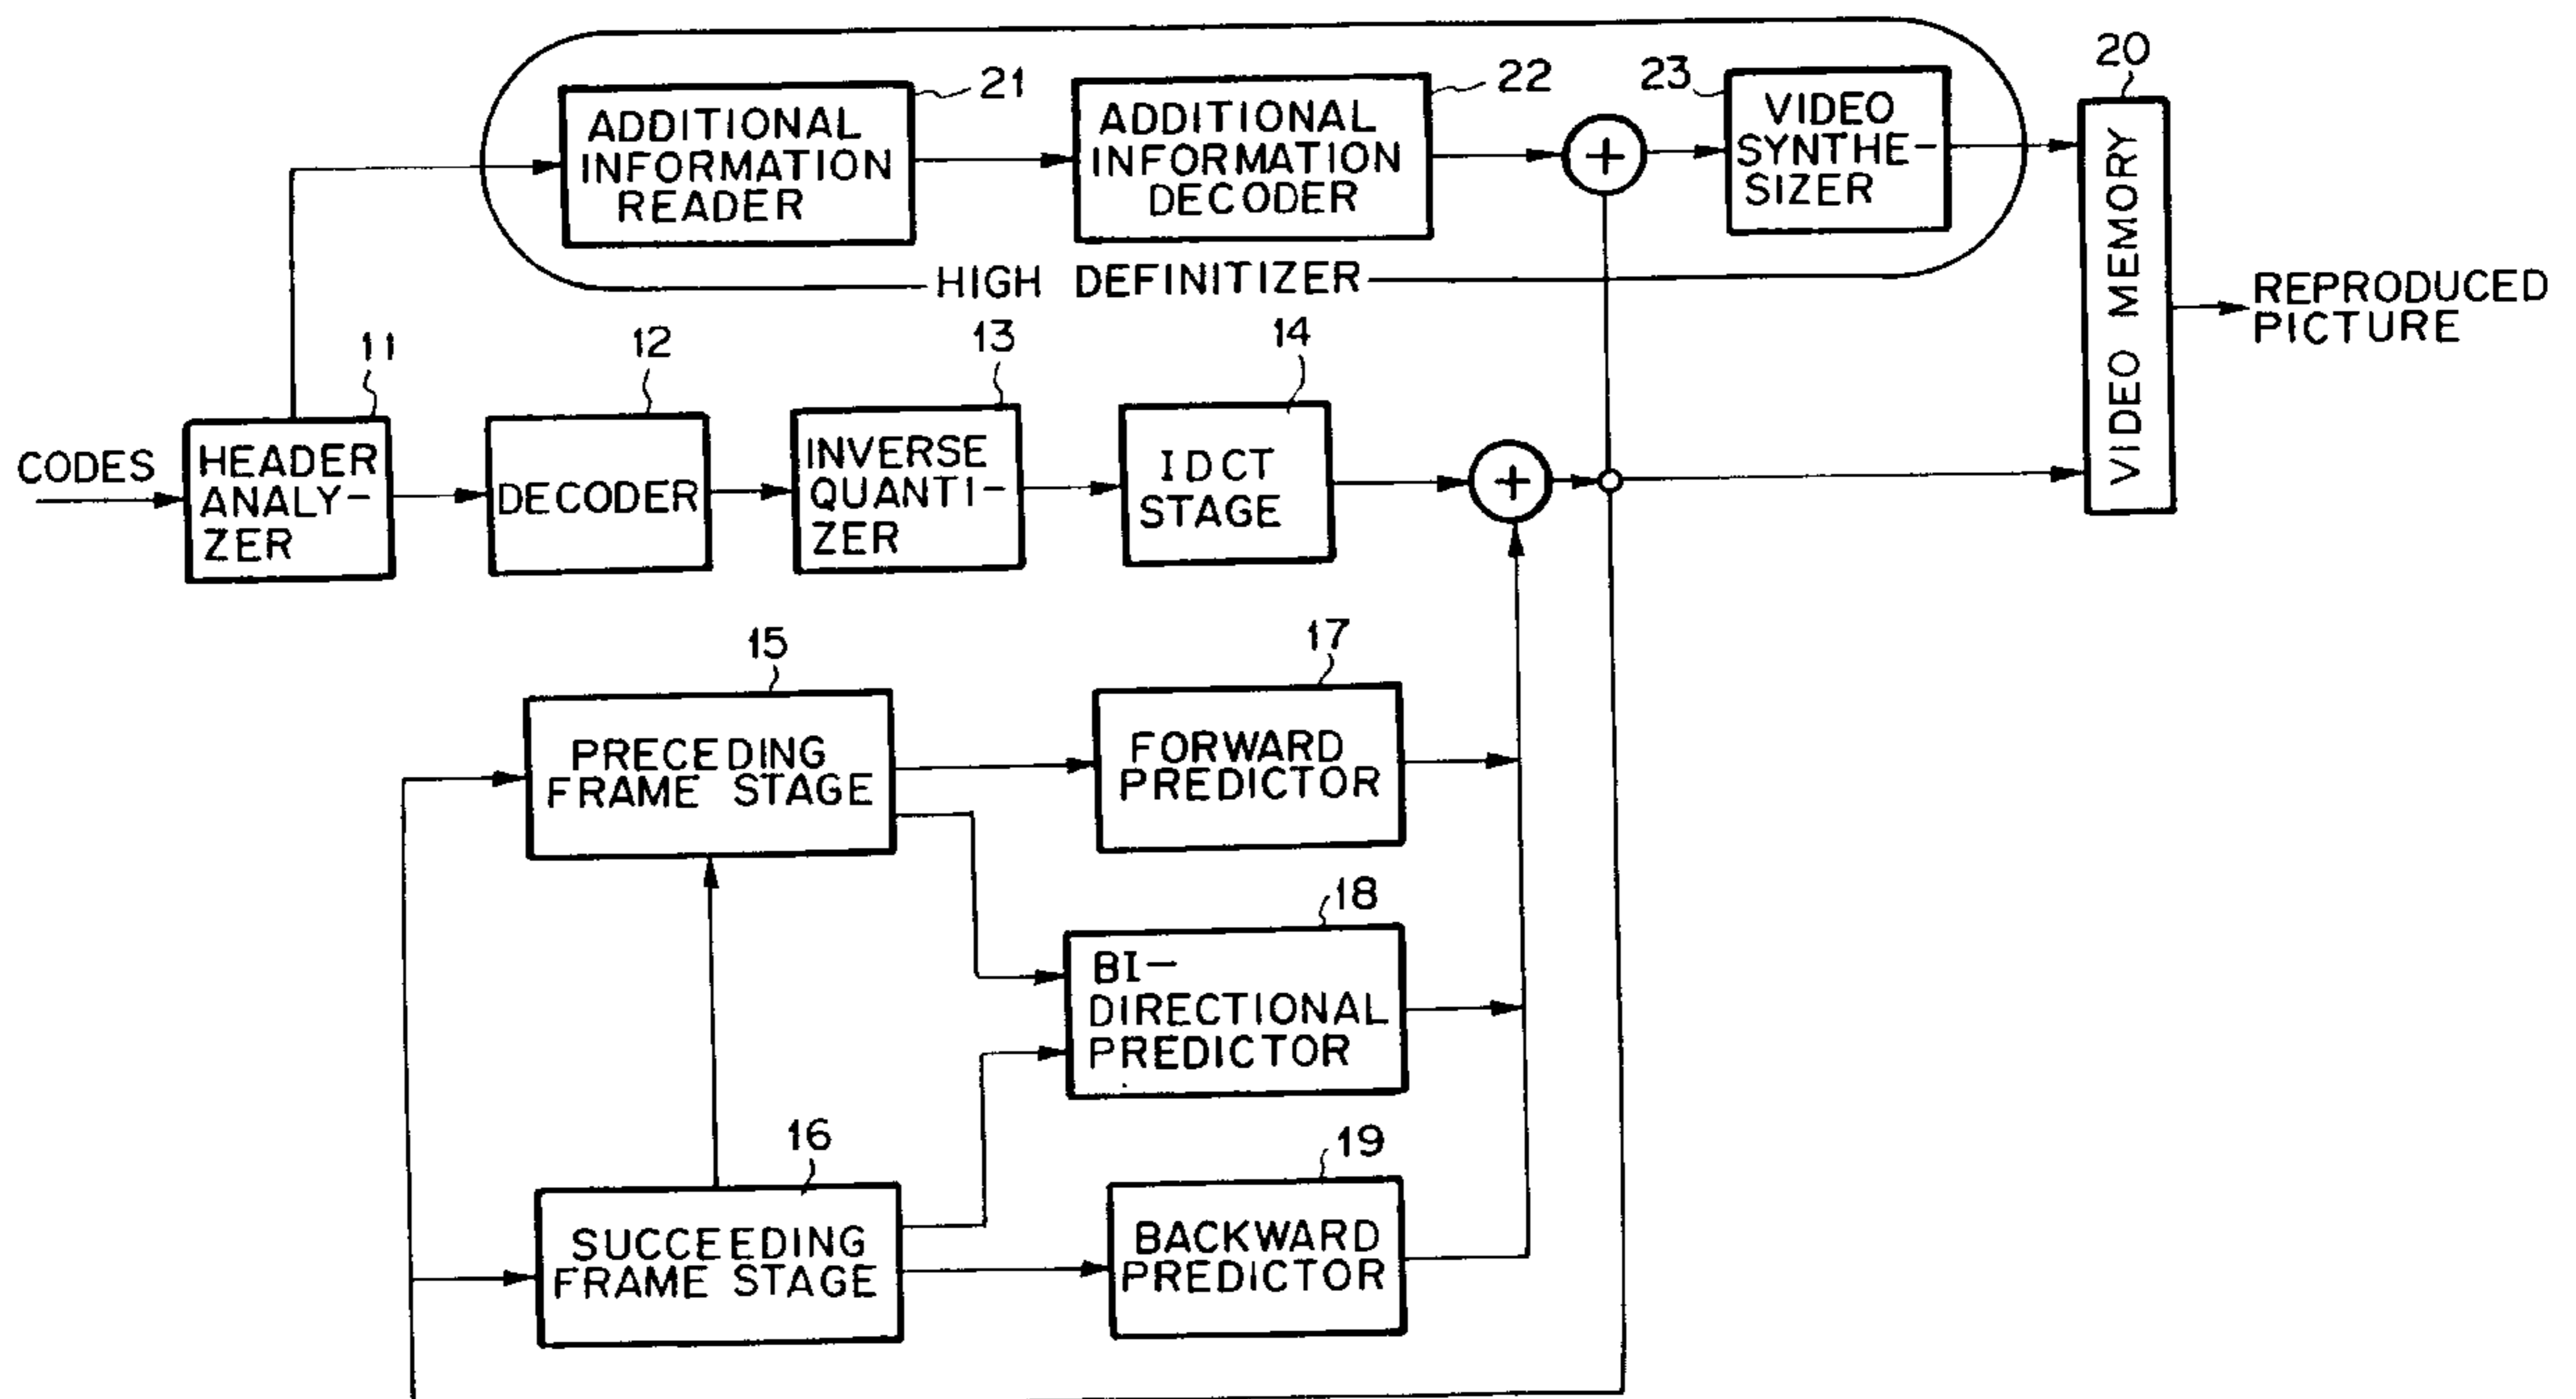 20
21
22
23
ADDITIONAL
INFORMATION
READER
ADDITIONAL
INFORMATION
DECODER
+
VIDEO
SYNTHE-
SIZER
HIGH DEFINITIZER
VIDEO MEMORY
REPRODUCED
PICTURE
11
12
13
14
CODES
HEADER
ANALY-
ZER
DECODER
INVERSE
QUANTI-
ZER
IDCT
STAGE
+
15
17
PRECEDING
FRAME STAGE
FORWARD
PREDICTOR
18
BI-
DIRECTIONAL
PREDICTOR
16
19
SUCCEEDING
FRAME STAGE
BACKWARD
PREDICTOR